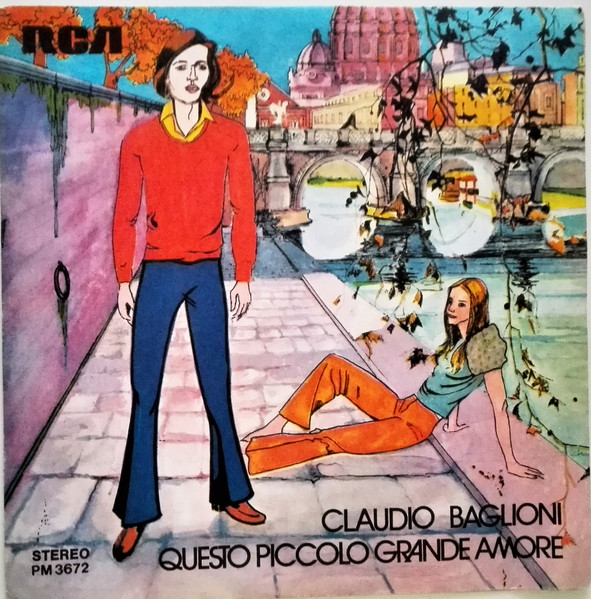 RCA
CLAUDIO BAGLIONI
QUESTO PICCOLO GRANDE AMORE
STEREO
PM 3672